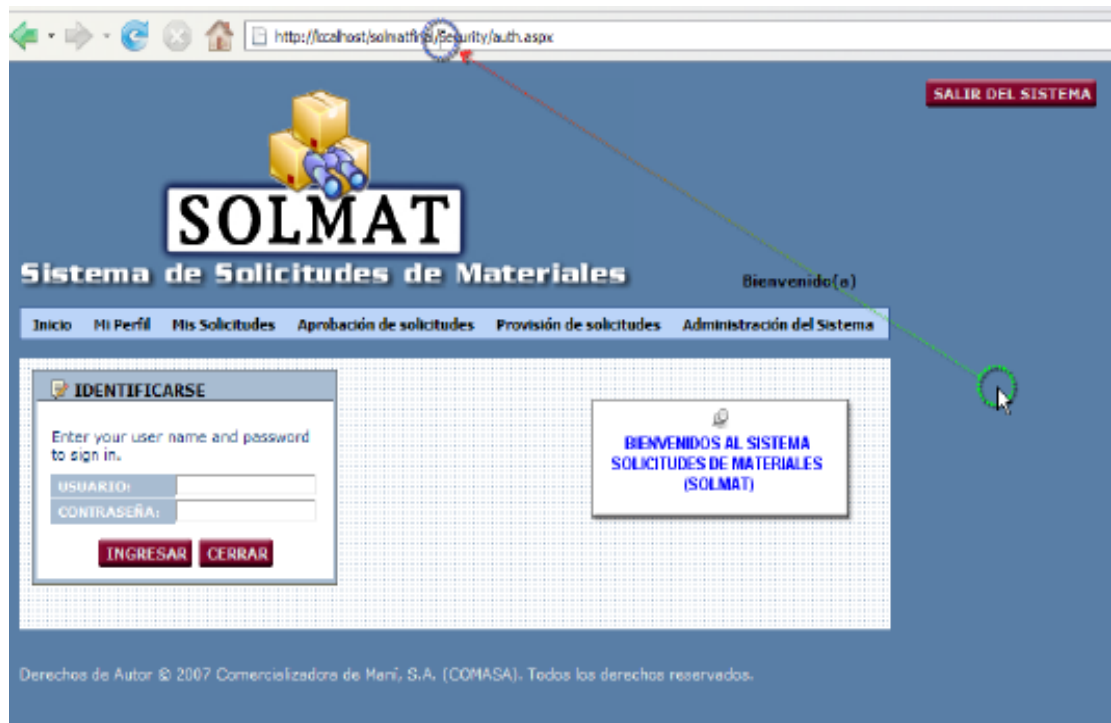 http://localhost/solmatfinal/Security/auth.aspx
SALIR DEL SISTEMA
SOLMAT
Sistema de Solicitudes de Materiales
Bienvenido(a)
Inicio Mi Perfil Mis Solicitudes Aprobación de solicitudes Provisión de solicitudes Administración del Sistema
IDENTIFICARSE
Enter your user name and password
to sign in.
USUARIO:
CONTRASEÑA:
INGRESAR CERRAR
BIENVENIDOS AL SISTEMA
SOLICITUDES DE MATERIALES
(SOLMAT)
Derechos de Autor © 2007 Comercializadora de Maní, S.A. (COMASA). Todos los derechos reservados.